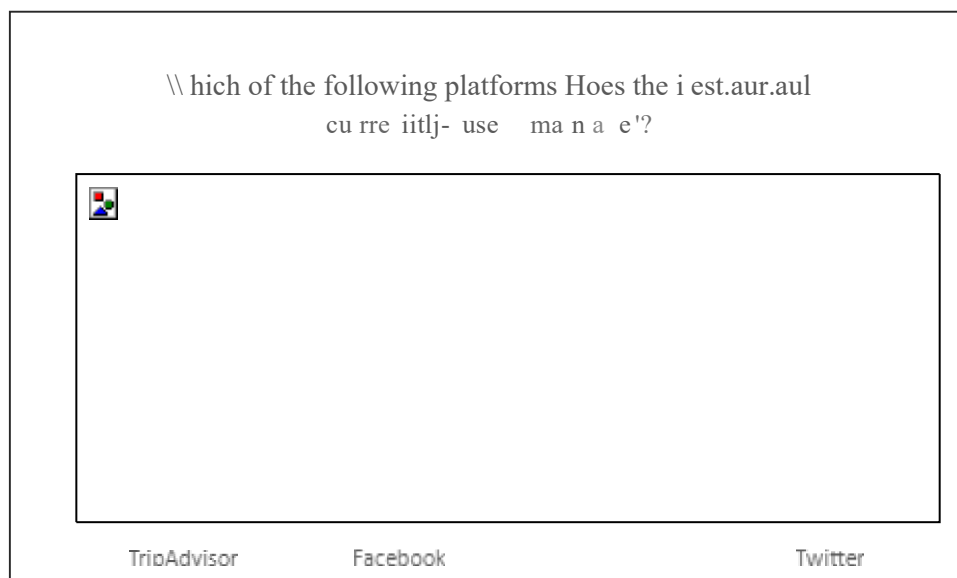 \\ hich of the following platforms Hoes the i est.aur.aul
cu rre iitlj- use ma n a e'?
TripAdvisor Facebook Twitter